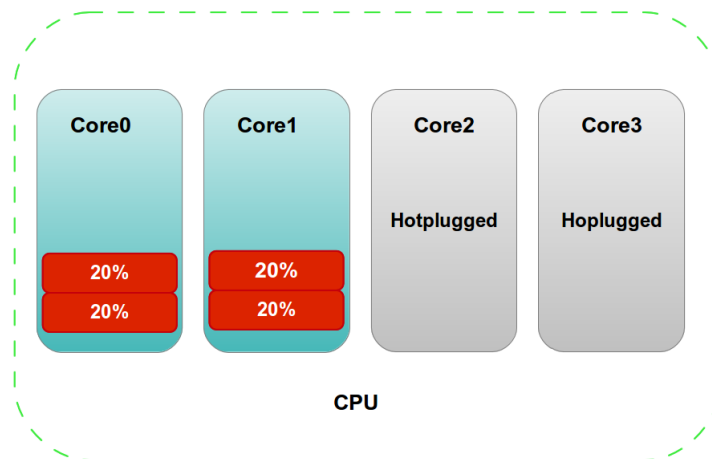 Core0 Core1 Core2 Core3
Hotplugged Hoplugged
20% 20%
20% 20%
CPU